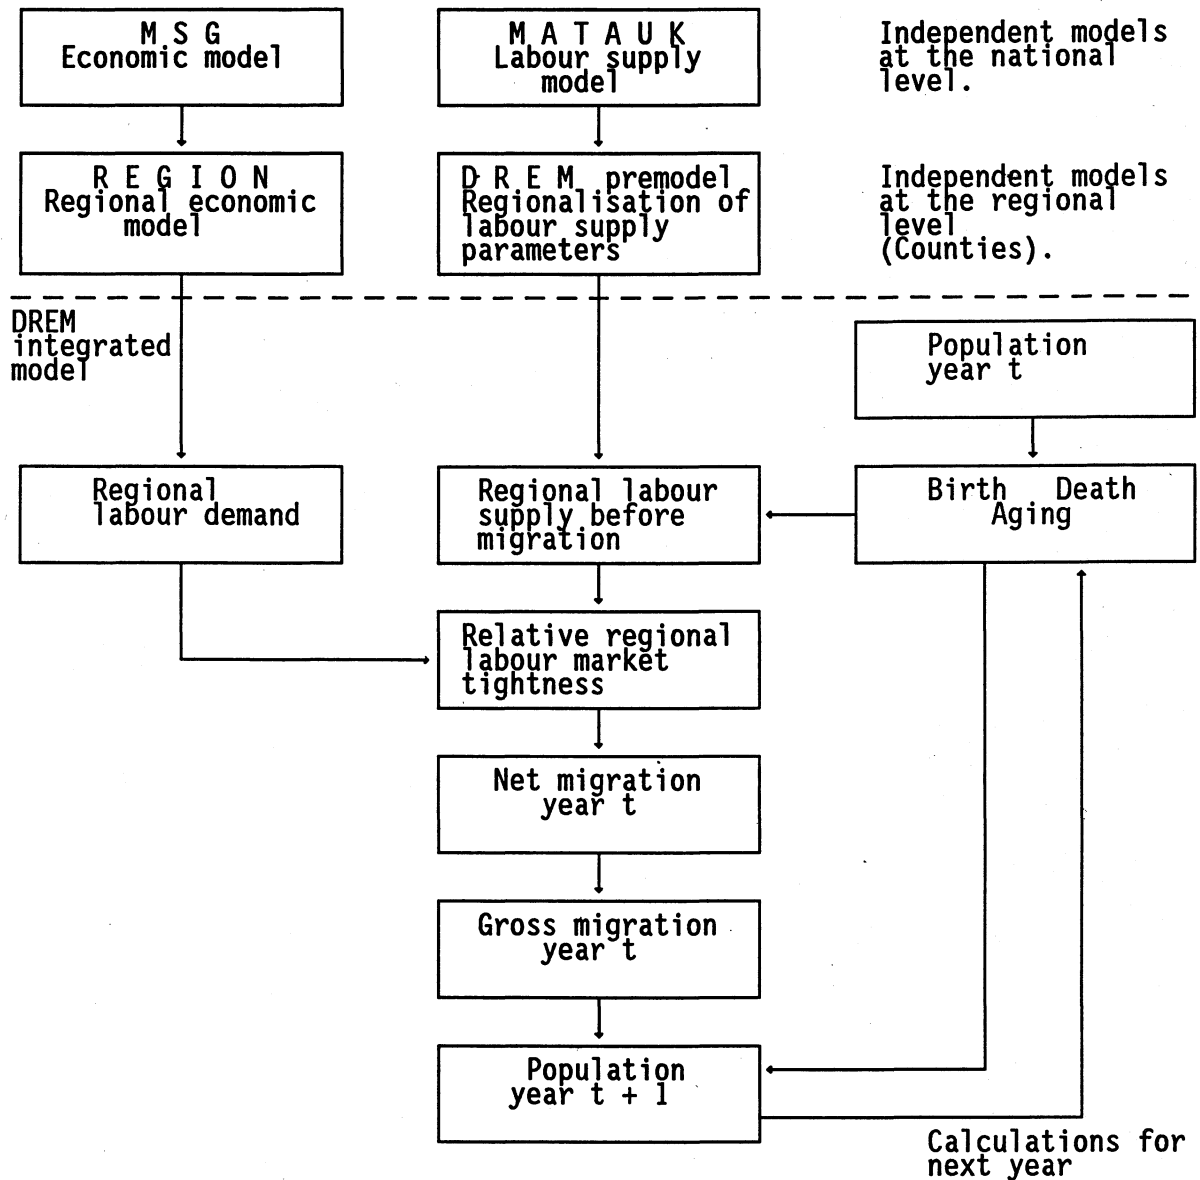 M S G
Economic model
M A T A U K
Labour supply
model
Independent models
at the national
level.
R E G I O N
Regional economic
model
D R E M premodel
Regionalisation of
labour supply
parameters
Independent models
at the regional
level
(Counties).
DREM
integrated
model
Population
year t
Regional
labour demand
Regional labour
supply before
migration
Birth Death
Aging
Relative regional
labour market
tightness
Net migration
year t
Gross migration
year t
Population
year t + 1
Calculations for
next year